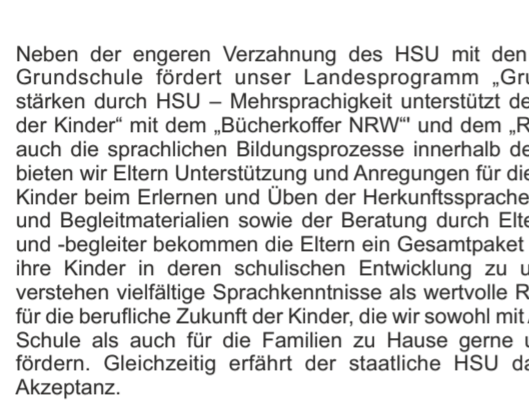 Neben der engeren Verzahnung des HSU mit den
Grundschule fördert unser Landesprogramm „Gru
stärken durch HSU – Mehrsprachigkeit unterstützt de
der Kinder“ mit dem „Bücherkoffer NRW“' und dem „R
auch die sprachlichen Bildungsprozesse innerhalb de
bieten wir Eltern Unterstützung und Anregungen für die
Kinder beim Erlernen und Üben der Herkunftssprache
und Begleitmaterialien sowie der Beratung durch Elte
und -begleiter bekommen die Eltern ein Gesamtpaket
ihre Kinder in deren schulischen Entwicklung zu u
verstehen vielfältige Sprachkenntnisse als wertvolle R
für die berufliche Zukunft der Kinder, die wir sowohl mit
Schule als auch für die Familien zu Hause gerne u
fördern. Gleichzeitig erfährt der staatliche HSU da
Akzeptanz.